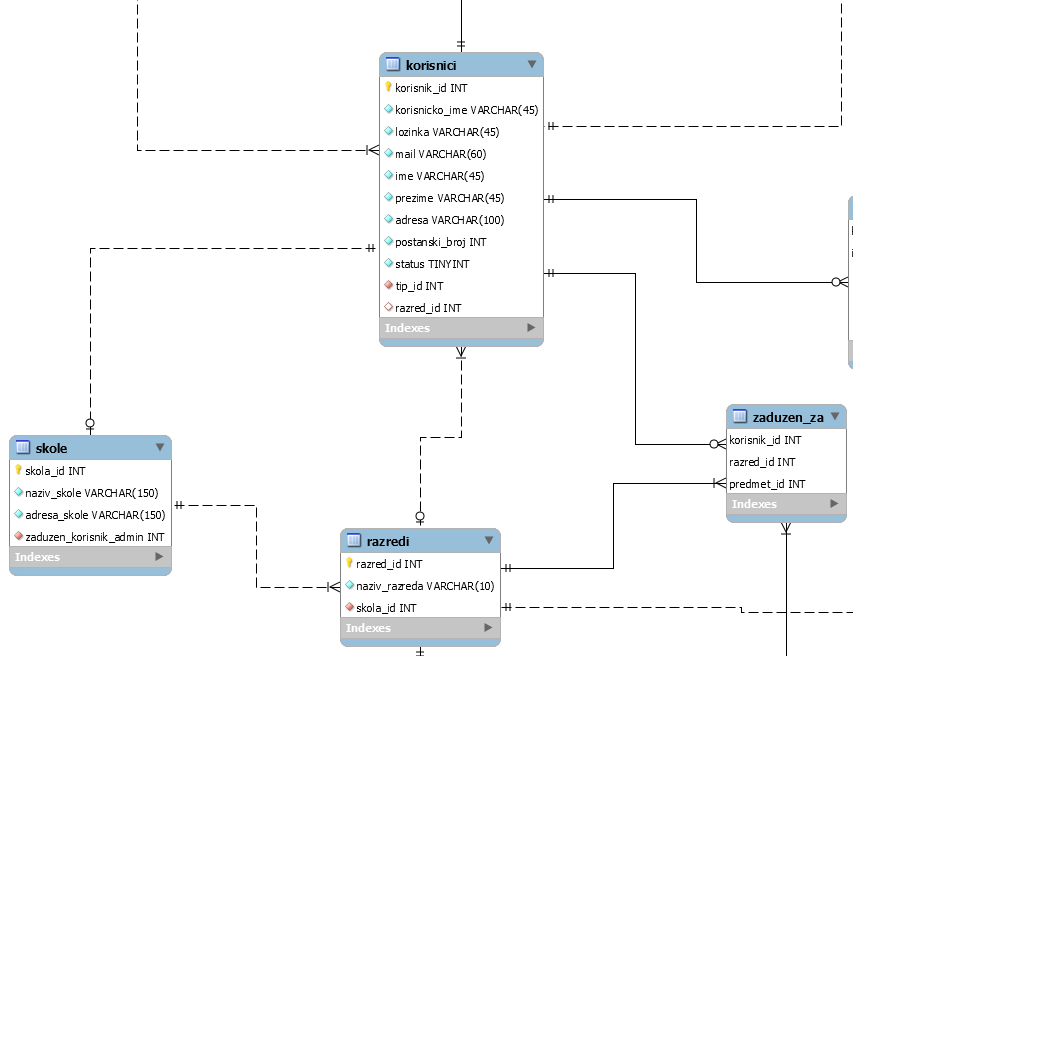 korisnici
korisnik_id INT
korisnicko_ime VARCHAR(45)
lozinka VARCHAR(45)
mail VARCHAR(60)
ime VARCHAR(45)
prezime VARCHAR(45)
adresa VARCHAR(100)
postanski_broj INT
status TINYINT
tip_id INT
razred_id INT
Indexes
skole
skola_id INT
naziv_skole VARCHAR(150)
adresa_skole VARCHAR(150)
zaduzen_korisnik_admin INT
Indexes
razredi
razred_id INT
naziv_razreda VARCHAR(10)
skola_id INT
Indexes
zaduzen_za
korisnik_id INT
razred_id INT
predmet_id INT
Indexes